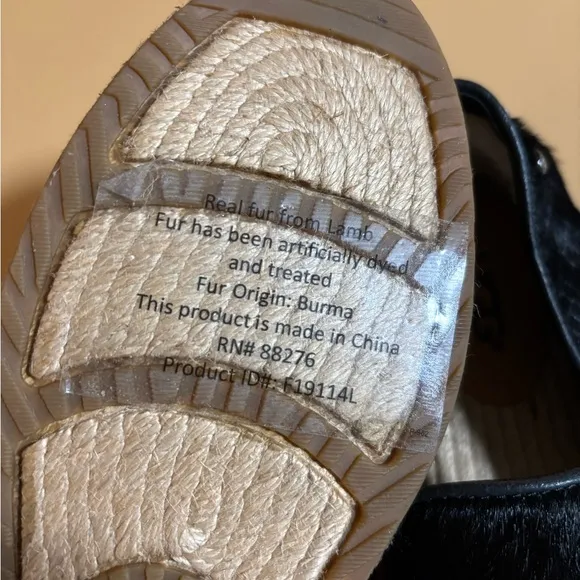 Real fur from Lamb
Fur has been artificially dyed
and treated
Fur Origin: Burma
This product is made in China
RN# 88276
Product ID#: F19114L